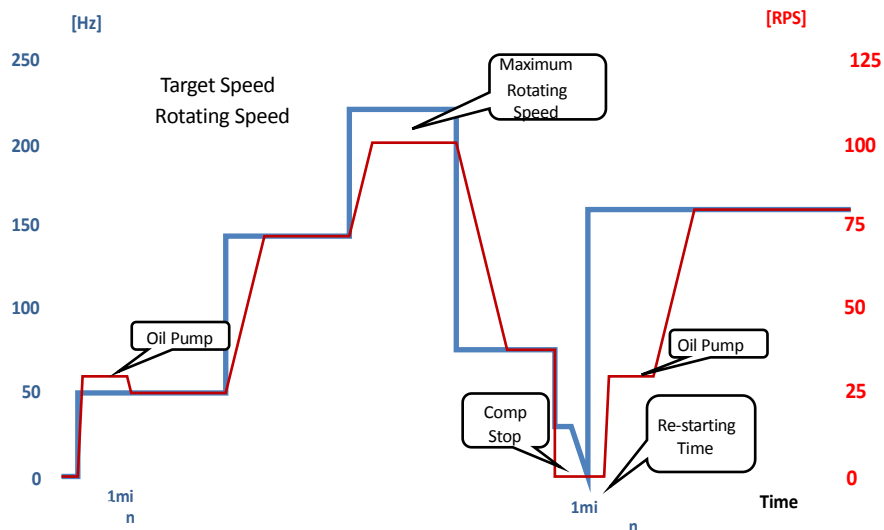 [Hz]
[RPS]
250
125
Maximum
Rotating
Speed
Target Speed
Rotating Speed
200
100
150
75
100
50
Oil Pump
Oil Pump
50
25
Comp
Stop
Re-starting
Time
0
0
1mi
n
1mi
n
Time